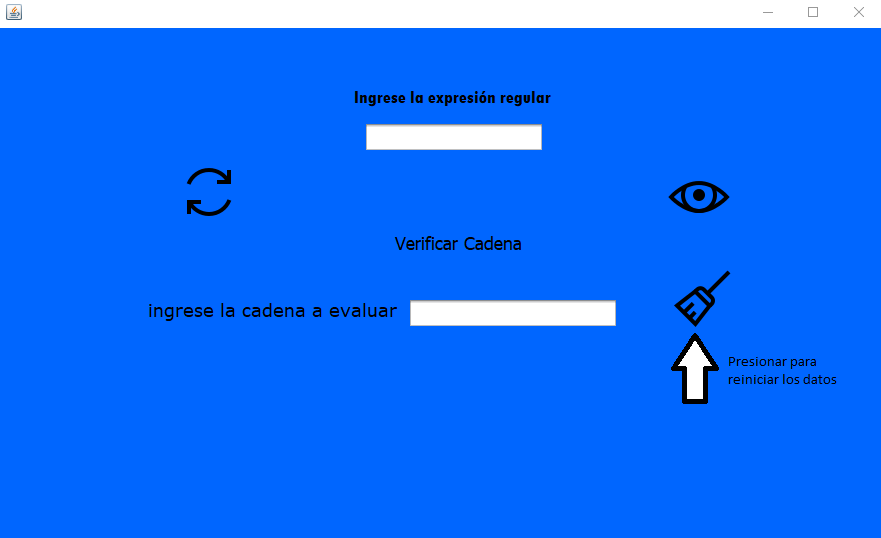 Ingrese la expresión regular
Verificar Cadena
ingrese la cadena a evaluar
Presionar para
reiniciar los datos